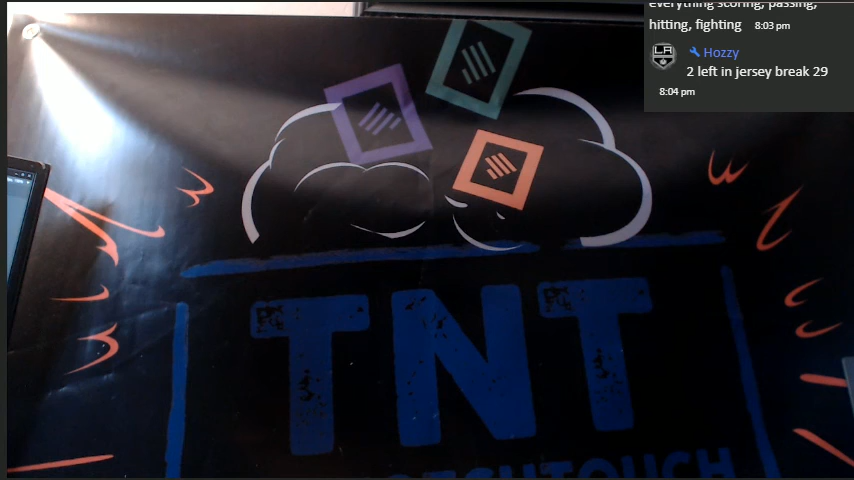 everything scoring, passing,
hitting, fighting 8:03 pm
Hozzy
2 left in jersey break 29
8:04 pm
TNT